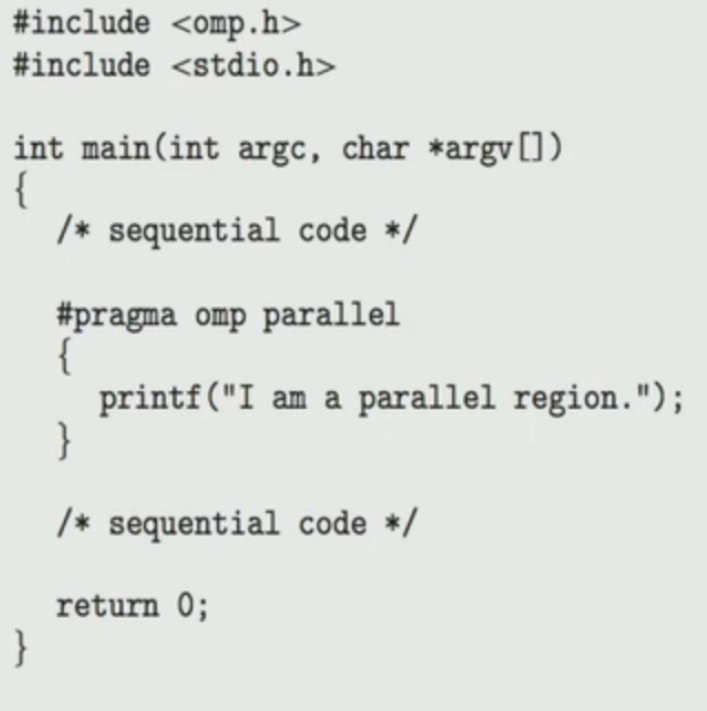 #include <omp.h>
#include <stdio.h>
int main(int argc, char *argv[])
{
/* sequential code */
#pragma omp parallel
{
printf("I am a parallel region.");
}
/* sequential code */
return 0;
}